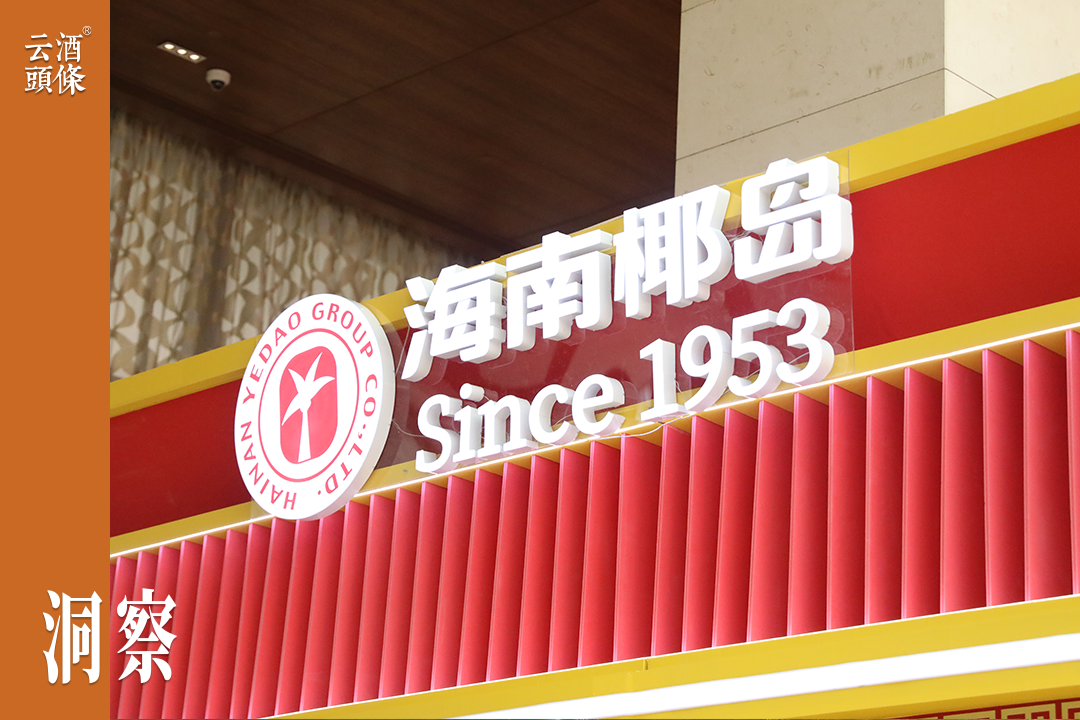 云酒®
頭條
海南椰岛
Since 1953
HAINAN YEDAO GROUP CO.,LTD.
洞察